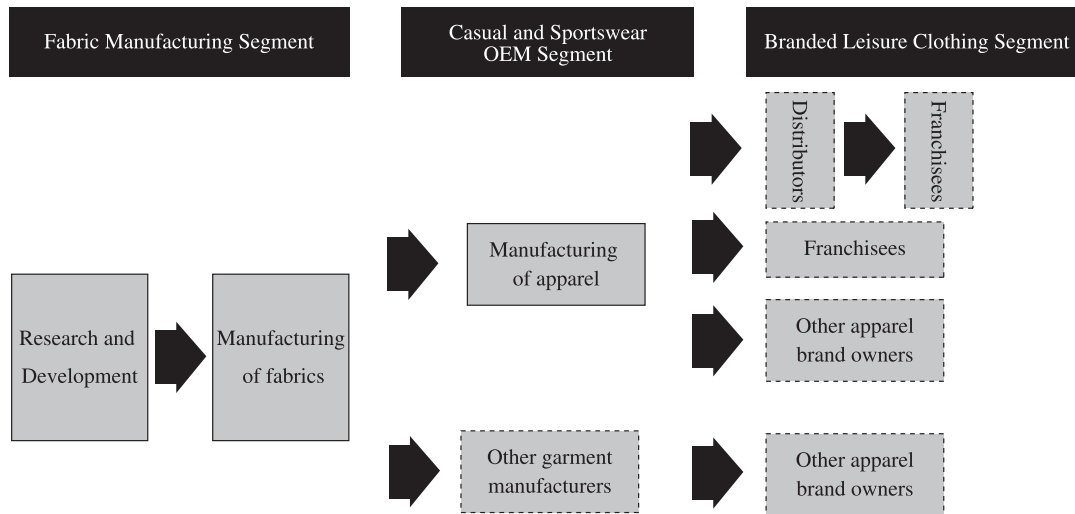 Fabric Manufacturing Segment
Casual and Sportswear
OEM Segment
Branded Leisure Clothing Segment
Distributors
Franchisees
Manufacturing
of apparel
Franchisees
Research and
Development
Manufacturing
of fabrics
Other apparel
brand owners
Other garment
manufacturers
Other apparel
brand owners